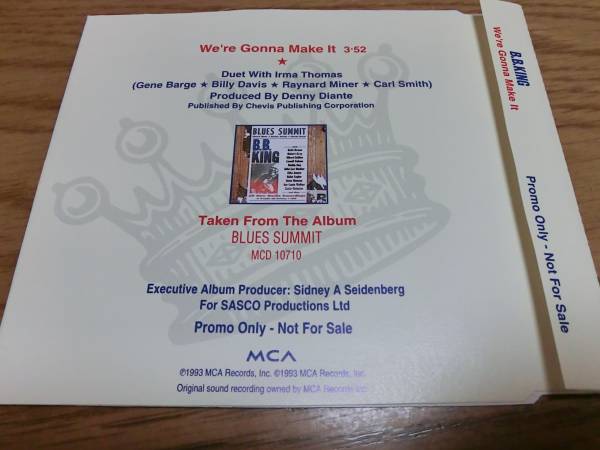 We're Gonna Make It 3·52
★
Duet With Irma Thomas
(Gene Barge ★ Billy Davis ★ Raynard Miner ★ Carl Smith)
Produced By Denny Diante
Published By Chevis Publishing Corporation
BLUES SUMMIT
B.B.
KING
Taken From The Album
BLUES SUMMIT
MCD 10710
Executive Album Producer: Sidney A Seidenberg
For SASCO Productions Ltd
Promo Only - Not For Sale
MCA
©1993 MCA Records, Inc. ©1993 MCA Records, Inc.
Original sound recording owned by MCA Records Inc
B.B.KING
We're Gonna Make It
Promo Only - Not For Sale